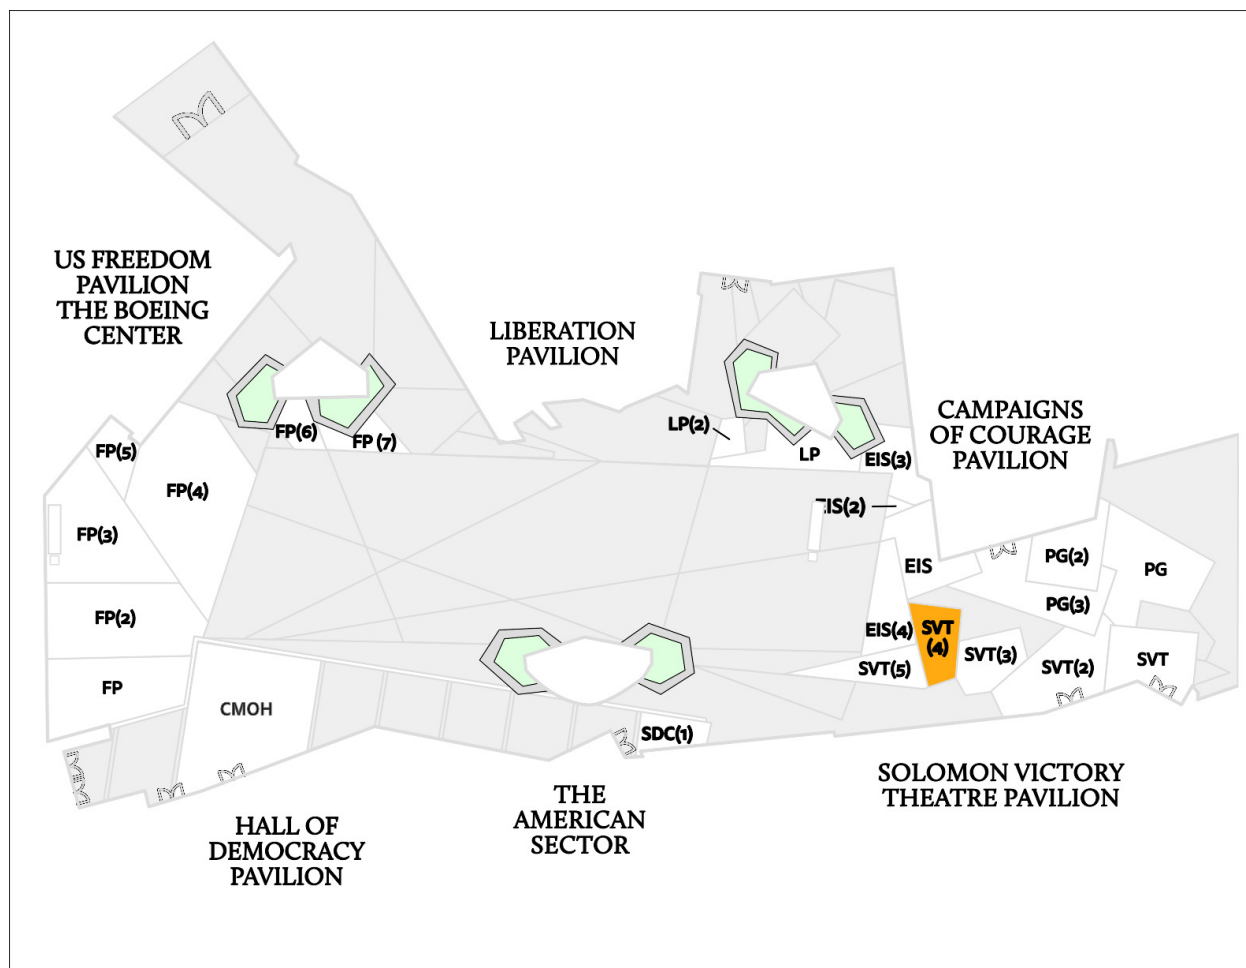 US FREEDOM
PAVILION
THE BOEING
CENTER
LIBERATION
PAVILION
CAMPAIGNS
OF COURAGE
PAVILION
FP(5)
FP(6)
FP (7)
LP(2)
LP
EIS(3)
FP(4)
EIS(2)
FP(3)
EIS
PG(2)
PG
PG(3)
FP(2)
EIS(4)
SVT
(4)
SVT(3)
SVT(5)
SVT(2)
SVT
FP
CMOH
SDC(1)
SOLOMON VICTORY
THEATRE PAVILION
THE
AMERICAN
SECTOR
HALL OF
DEMOCRACY
PAVILION